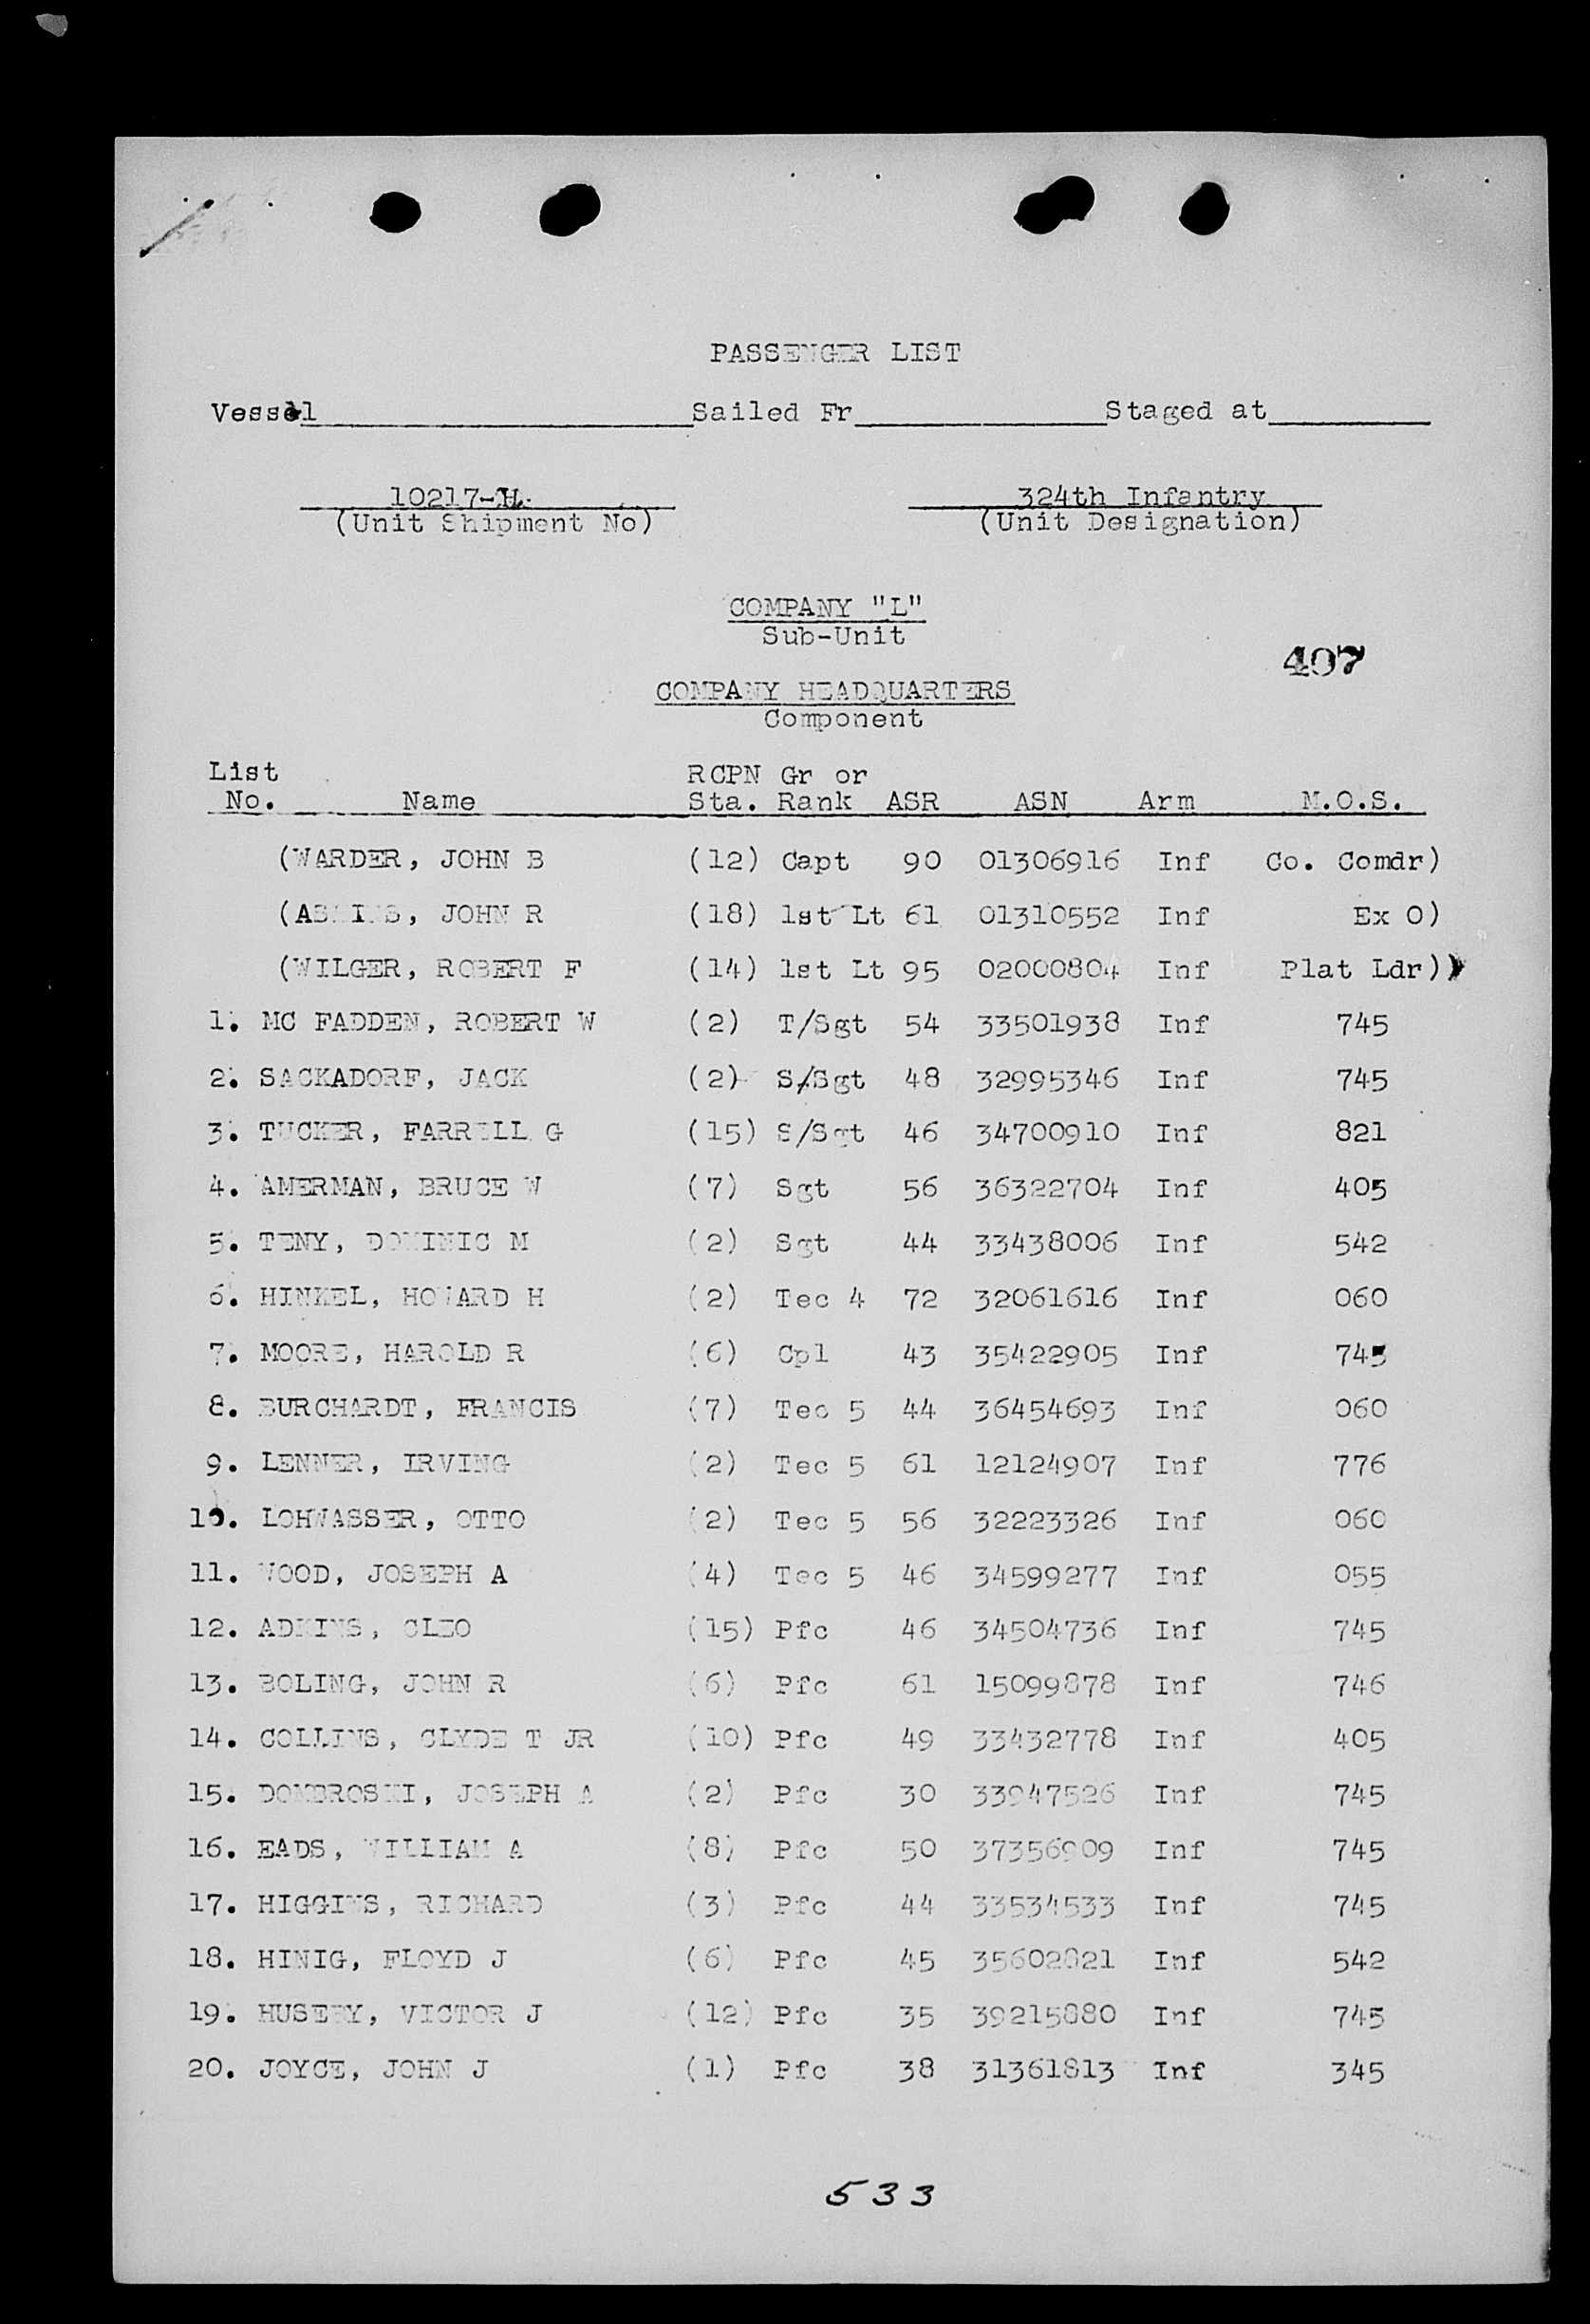 PASSENGER LIST
Vessel Sailed Fr Staged at
10217-H 324th Infantry
(Unit Shipment No) (Unit Designation)
COMPANY "L"
Sub-Unit
407
COMPANY HEADQUARTERS
Component
List RCPN Gr or
No. Name Sta. Rank ASR ASN Arm M.O.S.
(WARDER, JOHN B (12) Capt 90 01306916 Inf Co. Comdr)
JOHN R (18) 1st Lt 61 01310552 Inf Ex O)
(WILGER, ROBERT F (14) 1st Lt 95 02000804 Inf Plat Ldr))
1. MC FADDEN, ROBERT W (2) T/Sgt 54 33501938 Inf 745
2. SACKADORF, JACK (2) S/Sgt 48 32995346 Inf 745
3. TUCKER, FARRELL G (15) S/Sgt 46 34700910 Inf 821
4. AMERMAN, BRUCE W (7) Sgt 56 36322704 Inf 405
5. TENY, DOMINIC M (2) Sgt 44 33438006 Inf 542
6. HINKEL, HOWARD H (2) Tec 4 72 32061616 Inf 060
7. MOORE, HAROLD R (6) Cpl 43 35422905 Inf 745
8. BURCHARDT, FRANCIS (7) Tec 5 44 36454693 Inf 060
9. LENNER, IRVING (2) Tec 5 61 12124907 Inf 776
10. LOHWASSER, OTTO (2) Tec 5 56 32223326 Inf 060
11. WOOD, JOSEPH A (4) Tec 5 46 34599277 Inf 055
12. ADKINS, CLEO (15) Pfc 46 34504736 Inf 745
13. BOLING, JOHN R (6) Pfc 61 15099878 Inf 746
14. COLLINS, CLYDE T JR (10) Pfc 49 33432778 Inf 405
15. DOMBROSKI, JOSEPH A (2) Pfc 30 33947526 Inf 745
16. EADS, WILLIAM A (8) Pfc 50 37356909 Inf 745
17. HIGGINS, RICHARD (3) Pfc 44 33534533 Inf 745
18. HINIG, FLOYD J (6) Pfc 45 35602821 Inf 542
19. HUSEBY, VICTOR J (12) Pfc 35 39215880 Inf 745
20. JOYCE, JOHN J (1) Pfc 38 31361813 Inf 345
533